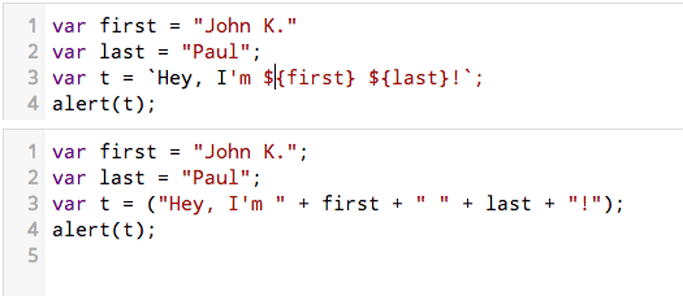 1 var first = "John K."
2 var last = "Paul";
3 var t = `Hey, I'm ${first} ${last}!`;
4 alert(t);
1 var first = "John K.";
2 var last = "Paul";
3 var t = ("Hey, I'm " + first + " " + last + "!");
4 alert(t);
5